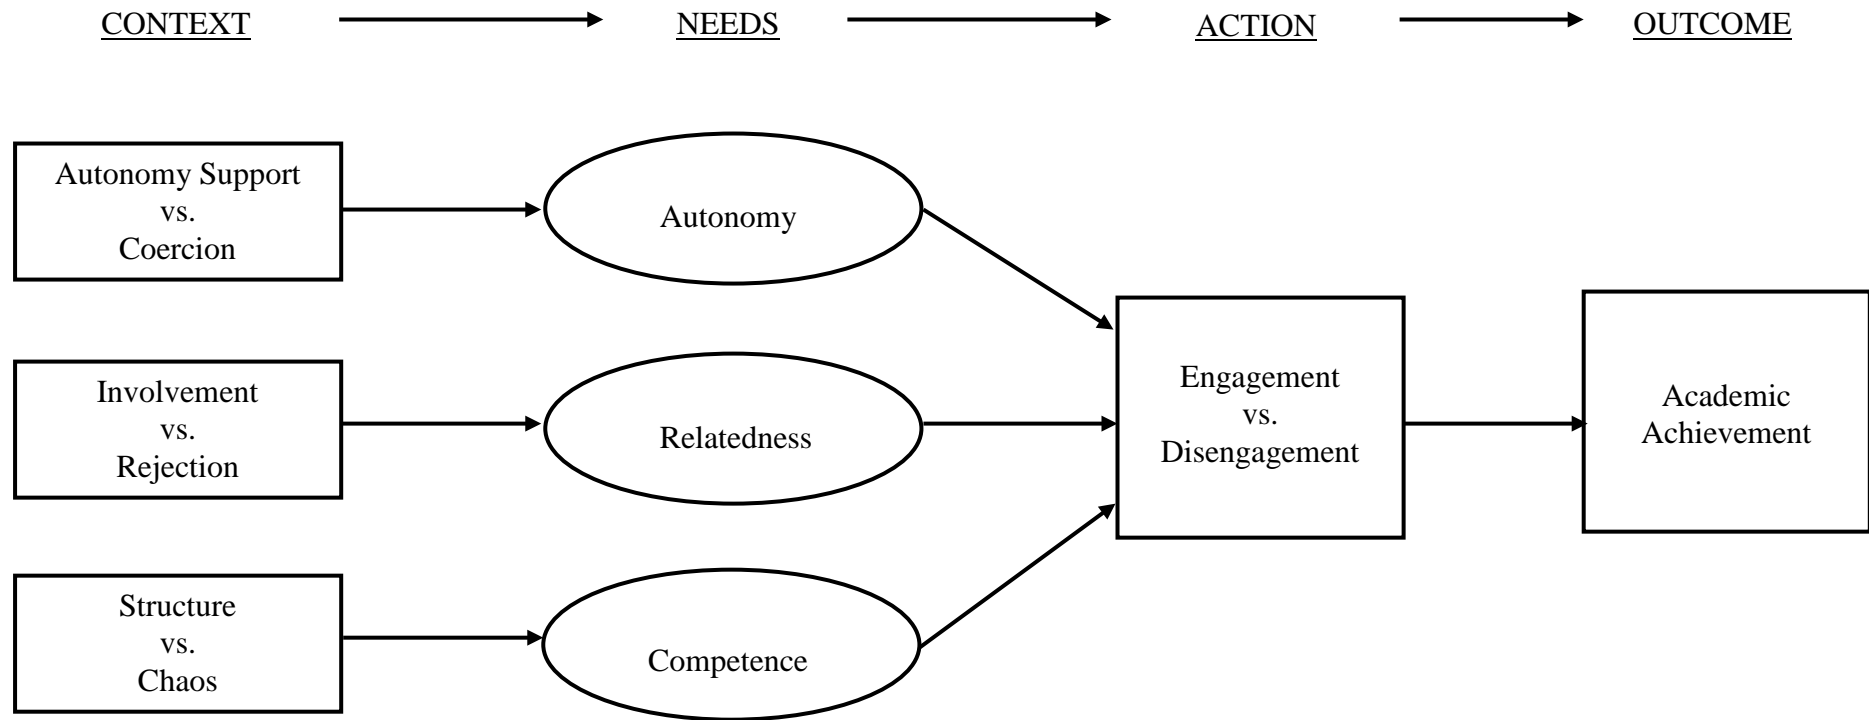 CONTEXT
NEEDS
ACTION
OUTCOME
Autonomy Support
vs.
Coercion
Autonomy
Involvement
vs.
Rejection
Relatedness
Structure
vs.
Chaos
Competence
Engagement
vs.
Disengagement
Academic
Achievement